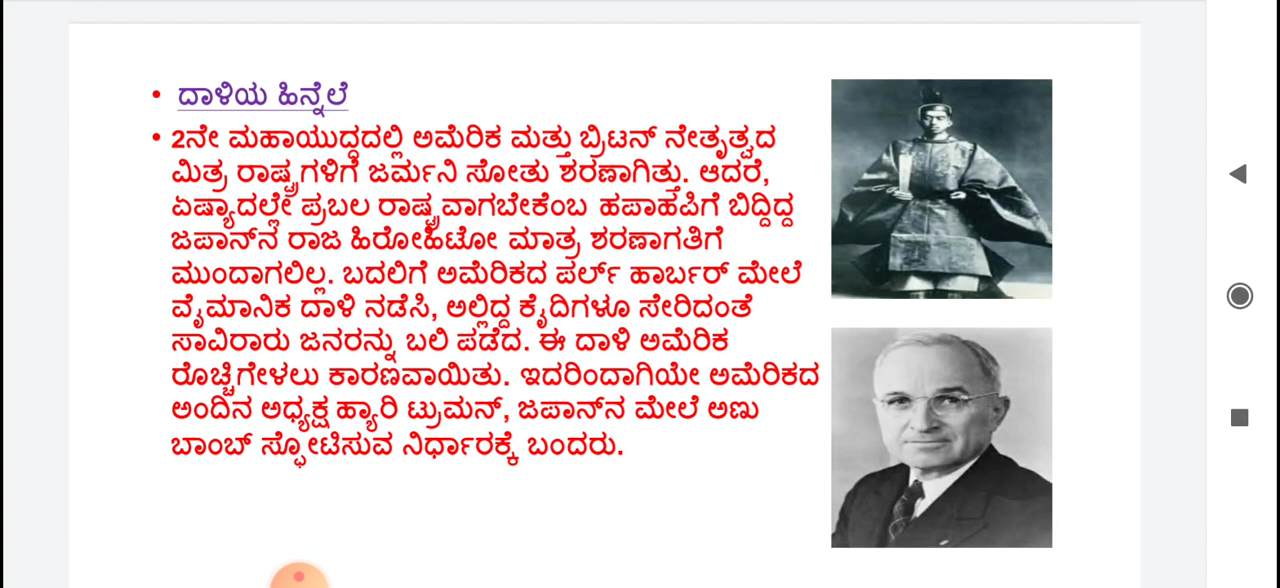 ದಾಳಿಯ ಹಿನ್ನೆಲೆ
2ನೇ ಮಹಾಯುದ್ಧದಲ್ಲಿ ಅಮೆರಿಕ ಮತ್ತು ಬ್ರಿಟನ್ ನೇತೃತ್ವದ
ಮಿತ್ರ ರಾಷ್ಟ್ರಗಳಿಗೆ ಜರ್ಮನಿ ಸೋತು ಶರಣಾಗಿತ್ತು. ಆದರೆ,
ಏಷ್ಯಾದಲ್ಲೇ ಪ್ರಬಲ ರಾಷ್ಟ್ರವಾಗಬೇಕೆಂಬ ಹಪಾಹಪಿಗೆ ಬಿದ್ದಿದ್ದ
ಜಪಾನ್‌ನ ರಾಜ ಹಿರೋಹಿಟೋ ಮಾತ್ರ ಶರಣಾಗತಿಗೆ
ಮುಂದಾಗಲಿಲ್ಲ. ಬದಲಿಗೆ ಅಮೆರಿಕದ ಪರ್ಲ್ ಹಾರ್ಬರ್ ಮೇಲೆ
ವೈಮಾನಿಕ ದಾಳಿ ನಡೆಸಿ, ಅಲ್ಲಿದ್ದ ಕೈದಿಗಳೂ ಸೇರಿದಂತೆ
ಸಾವಿರಾರು ಜನರನ್ನು ಬಲಿ ಪಡೆದ. ಈ ದಾಳಿ ಅಮೆರಿಕ
ರೊಚ್ಚಿಗೇಳಲು ಕಾರಣವಾಯಿತು. ಇದರಿಂದಾಗಿಯೇ ಅಮೆರಿಕದ
ಅಂದಿನ ಅಧ್ಯಕ್ಷ ಹ್ಯಾರಿ ಟ್ರುಮನ್, ಜಪಾನ್‌ನ ಮೇಲೆ ಅಣು
ಬಾಂಬ್ ಸ್ಫೋಟಿಸುವ ನಿರ್ಧಾರಕ್ಕೆ ಬಂದರು.